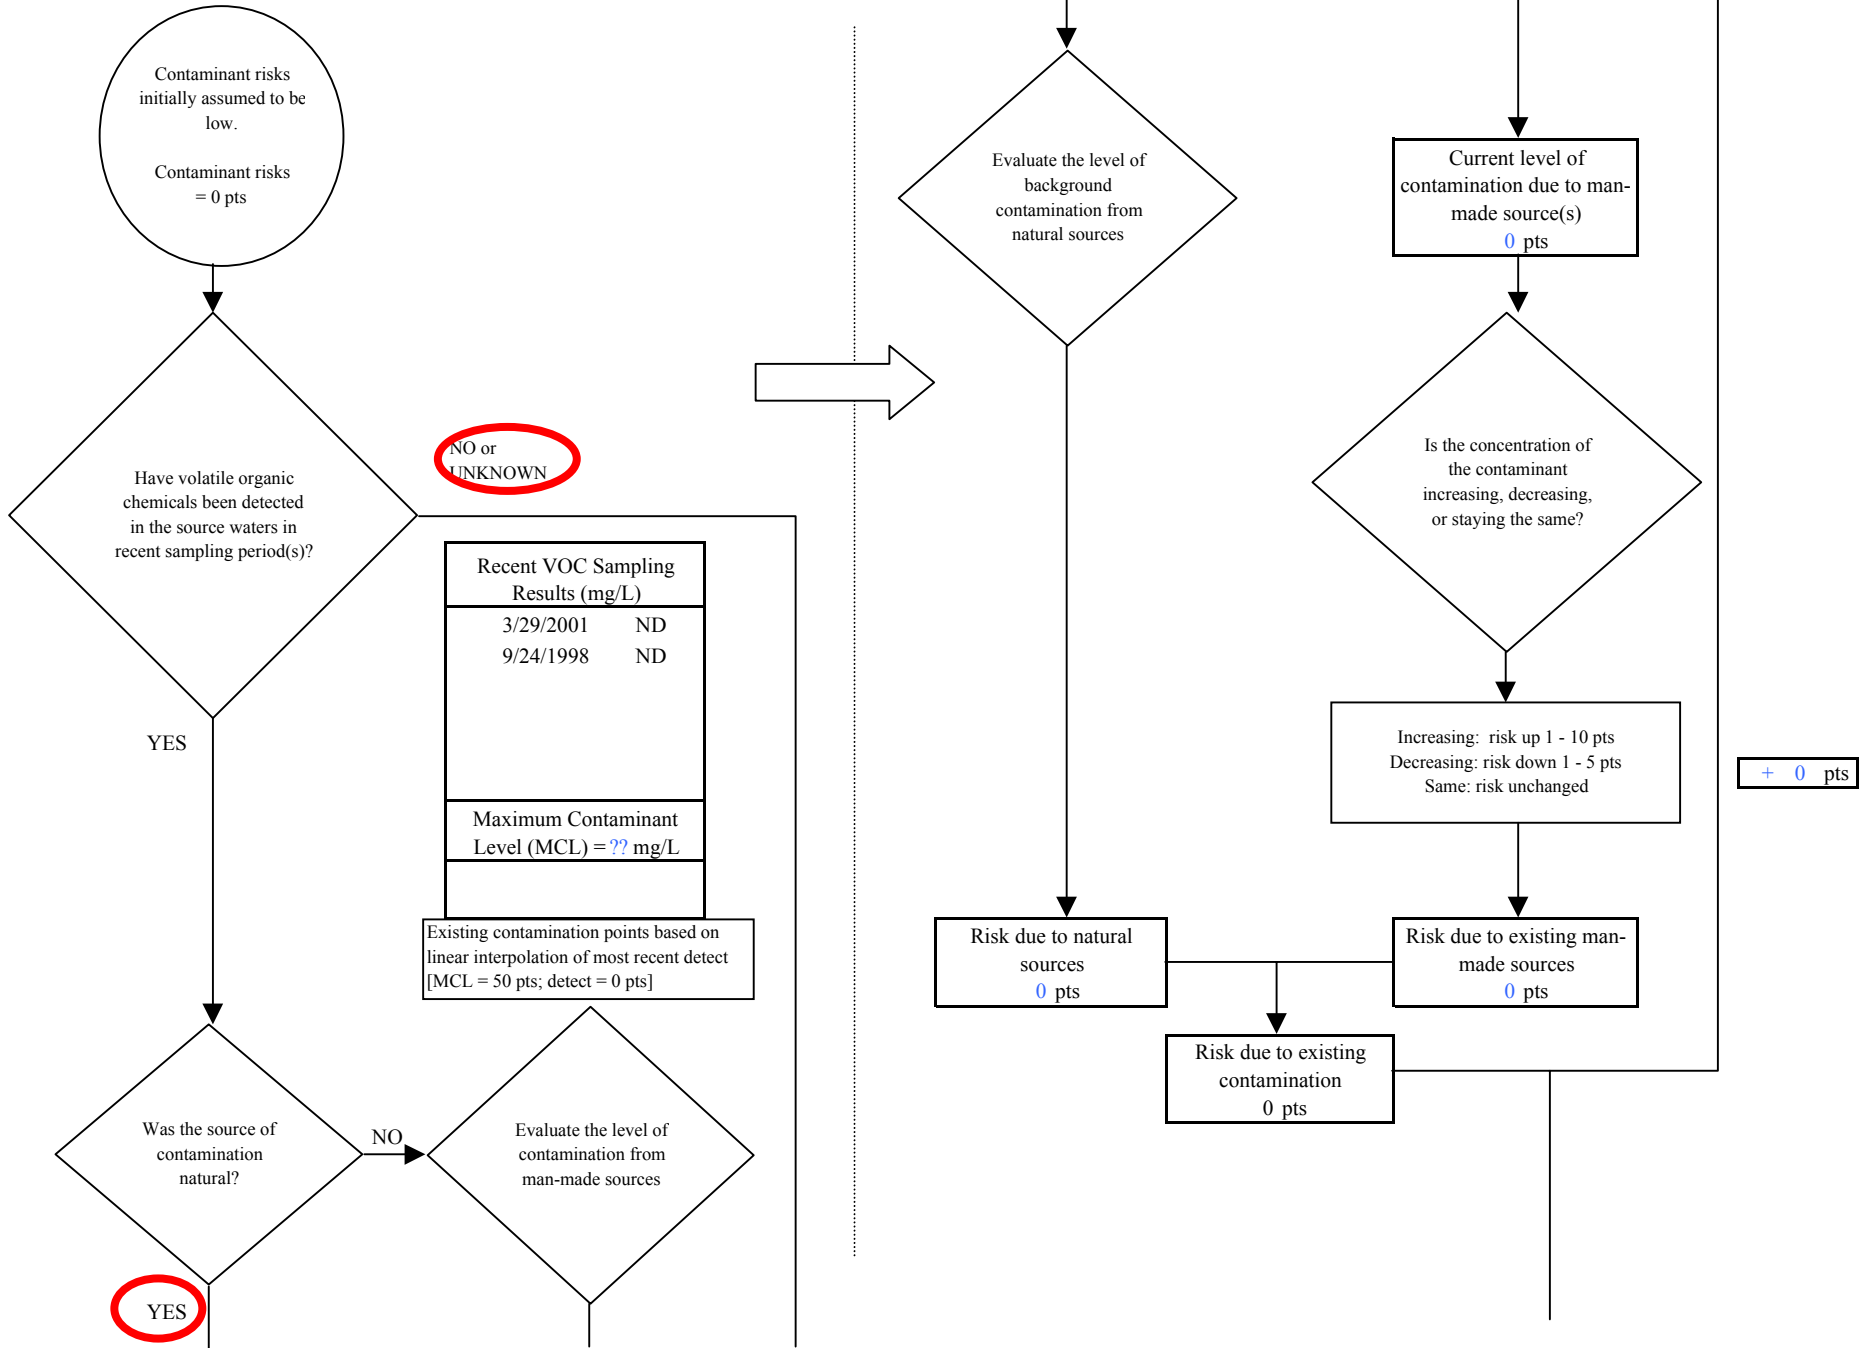 Contaminant risks
initially assumed to be
low.
Contaminant risks
= 0 pts
Have volatile organic
chemicals been detected
in the source waters in
recent sampling period(s)?
NO or
UNKNOWN
YES
Recent VOC Sampling
Results (mg/L)
3/29/2001 ND
9/24/1998 ND
Maximum Contaminant
Level (MCL) = ?? mg/L
Existing contamination points based on
linear interpolation of most recent detect
[MCL = 50 pts; detect = 0 pts]
Was the source of
contamination
natural?
NO
Evaluate the level of
contamination from
man-made sources
YES
Evaluate the level of
background
contamination from
natural sources
Current level of
contamination due to man-
made source(s)
0 pts
Is the concentration of
the contaminant
increasing, decreasing,
or staying the same?
Increasing: risk up 1 - 10 pts
Decreasing: risk down 1 - 5 pts
Same: risk unchanged
+ 0 pts
Risk due to natural
sources
0 pts
Risk due to existing man-
made sources
0 pts
Risk due to existing
contamination
0 pts